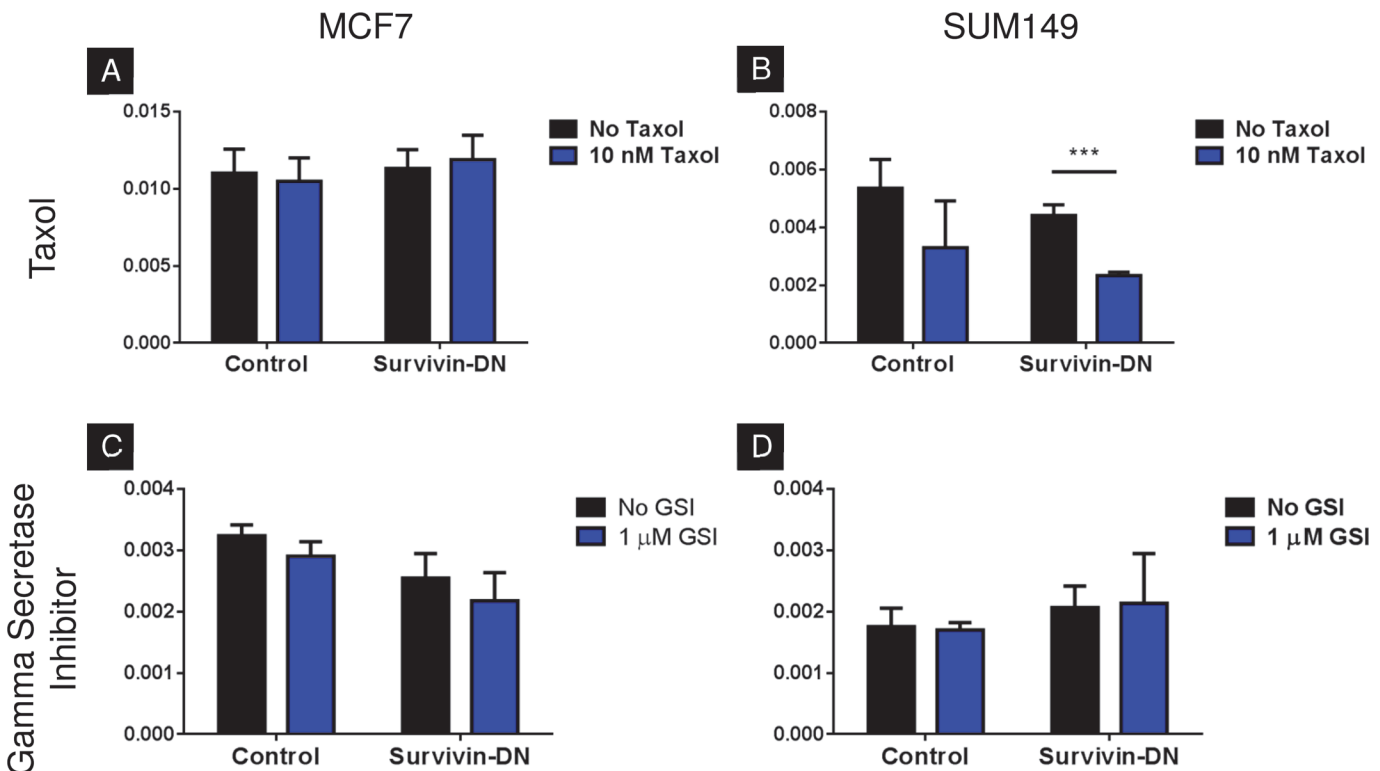 MCF7
SUM149
Taxol
A
0.015
0.010
0.005
0.000
Control
Survivin-DN
No Taxol
10 nM Taxol
B
0.008
0.006
0.004
0.002
0.000
***
Control
Survivin-DN
No Taxol
10 nM Taxol
Gamma Secretase
Inhibitor
C
0.004
0.003
0.002
0.001
0.000
Control
Survivin-DN
No GSI
1 μM GSI
D
0.004
0.003
0.002
0.001
0.000
Control
Survivin-DN
No GSI
1 μM GSI